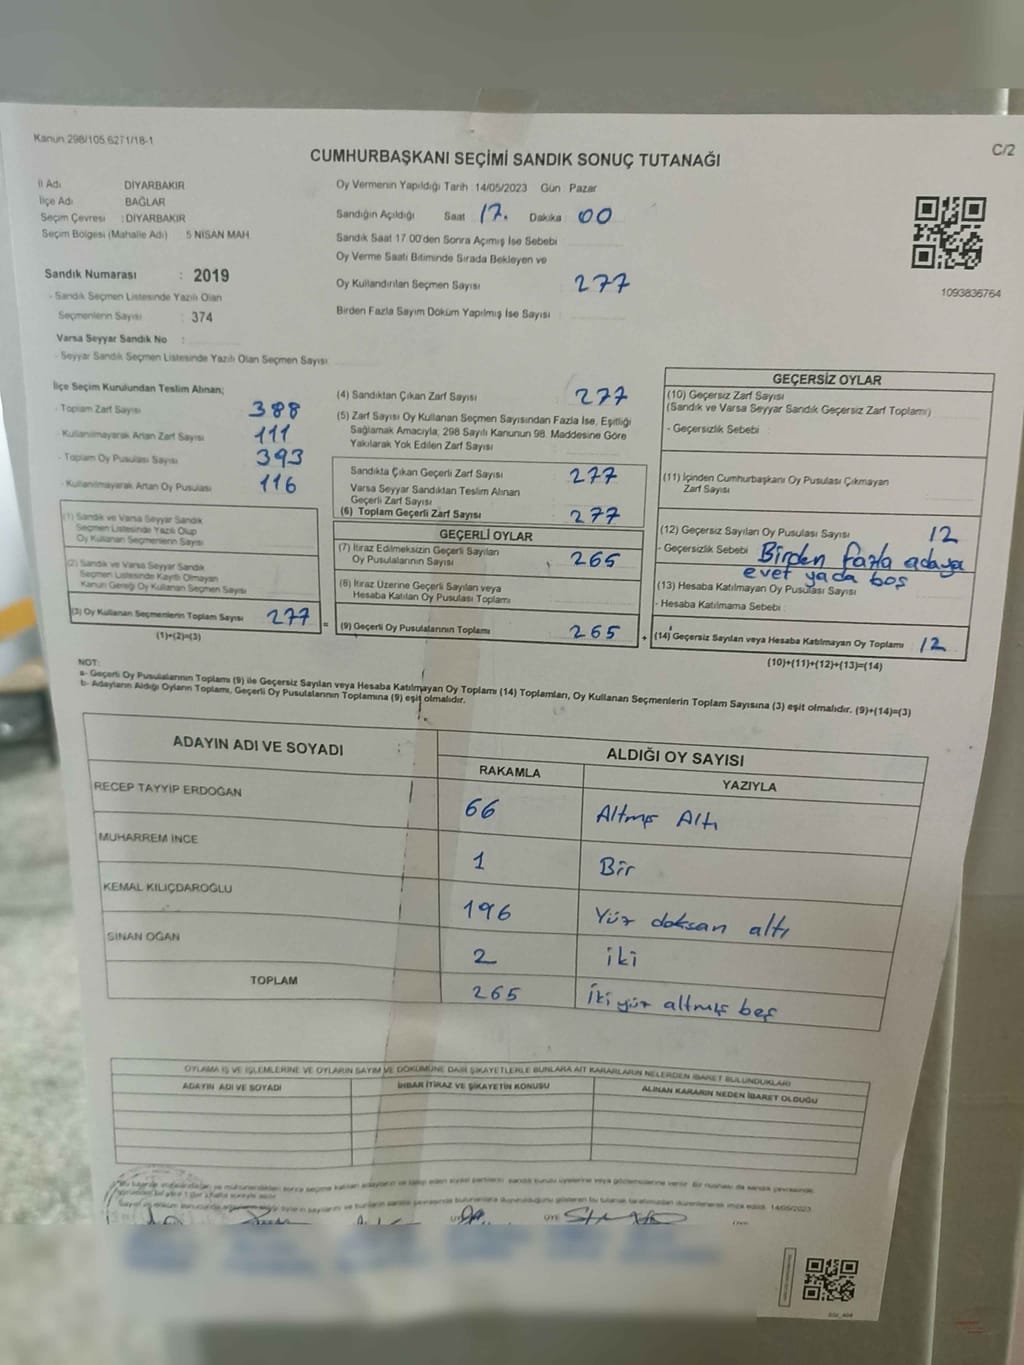 Kanun 298/105.6271/18-1
C/2
CUMHURBAŞKANI SEÇİMİ SANDIK SONUÇ TUTANAĞI
İl Adı DİYARBAKIR
İlçe Adı BAĞLAR
Seçim Çevresi : DİYARBAKIR
Seçim Bölgesi (Mahalle Adı) 5 NİSAN MAH
Oy Vermenin Yapıldığı Tarih 14/05/2023 Gün Pazar
Sandığın Açıldığı Saat 17. Dakika 00
Sandık Saat 17.00'den Sonra Açımış İse Sebebi
Oy Verme Saati Bitiminde Sırada Bekleyen ve
Oy Kullandırılan Seçmen Sayısı 277
Birden Fazla Sayım Döküm Yapılmış İse Sayısı
1093836764
Sandık Numarası : 2019
- Sandık Seçmen Listesinde Yazılı Olan
Seçmenlerin Sayısı : 374
Varsa Seyyar Sandık No :
- Seyyar Sandık Seçmen Listesinde Yazılı Olan Seçmen Sayısı
İlçe Seçim Kurulundan Teslim Alınan;
- Toplam Zarf Sayısı 388
- Kullanılmayarak Artan Zarf Sayısı 111
- Toplam Oy Pusulası Sayısı 393
- Kullanılmayarak Artan Oy Pusulası 116
(1) Sandık ve Varsa Seyyar Sandık
Seçmen Listesinde Yazılı Olup
Oy Kullanan Seçmenlerin Sayısı
(2) Sandık ve Varsa Seyyar Sandık
Seçmen Listesinde Kayıtlı Olmayan
Kanun Gereği Oy Kullanan Seçmen Sayısı
(3) Oy Kullanan Seçmenlerin Toplam Sayısı 277 =
(1)+(2)=(3)
(4) Sandıktan Çıkan Zarf Sayısı 277
(5) Zarf Sayısı Oy Kullanan Seçmen Sayısından Fazla İse, Eşitliği
Sağlamak Amacıyla, 298 Sayılı Kanunun 98. Maddesine Göre
Yakılarak Yok Edilen Zarf Sayısı
Sandıkta Çıkan Geçerli Zarf Sayısı 277
Varsa Seyyar Sandıktan Teslim Alınan
Geçerli Zarf Sayısı
(6) Toplam Geçerli Zarf Sayısı 277
GEÇERLİ OYLAR
(7) İtiraz Edilmeksizin Geçerli Sayılan
Oy Pusulalarının Sayısı 265
(8) İtiraz Üzerine Geçerli Sayılan veya
Hesaba Katılan Oy Pusulası Toplamı
(9) Geçerli Oy Pusulalarının Toplamı 265 +
GEÇERSİZ OYLAR
(10) Geçersiz Zarf Sayısı
(Sandık ve Varsa Seyyar Sandık Geçersiz Zarf Toplamı)
- Geçersizlik Sebebi :
(11) İçinden Cumhurbaşkanı Oy Pusulası Çıkmayan
Zarf Sayısı
(12) Geçersiz Sayılan Oy Pusulası Sayısı 12
- Geçersizlik Sebebi Birden fazla adaya
evet ya da boş
(13) Hesaba Katılmayan Oy Pusulası Sayısı
- Hesaba Katılmama Sebebi :
(14) Geçersiz Sayılan veya Hesaba Katılmayan Oy Toplamı 12
(10)+(11)+(12)+(13)=(14)
NOT:
a- Geçerli Oy Pusulalarının Toplamı (9) ile Geçersiz Sayılan veya Hesaba Katılmayan Oy Toplamı (14) Toplamları, Oy Kullanan Seçmenlerin Toplam Sayısına (3) eşit olmalıdır. (9)+(14)=(3)
b- Adayların Aldığı Oyların Toplamı, Geçerli Oy Pusulalarının Toplamına (9) eşit olmalıdır.
ADAYIN ADI VE SOYADI : ALDIĞI OY SAYISI
RAKAMLA YAZIYLA
RECEP TAYYİP ERDOĞAN 66 Altmış Altı
MUHARREM İNCE 1 Bir
KEMAL KILIÇDAROĞLU 196 Yüz doksan altı
SİNAN OĞAN 2 iki
TOPLAM 265 İki yüz altmış beş
OYLAMA İŞ VE İŞLEMLERİNE VE OYLARIN SAYIM VE DÖKÜMÜNE DAİR ŞİKAYETLERLE BUNLARA AİT KARARLARIN NELERDEN İBARET BULUNDUKLARI
ADAYIN ADI VE SOYADI İHBAR İTİRAZ VE ŞİKAYETİN KONUSU ALINAN KARARIN NEDEN İBARET OLDUĞU